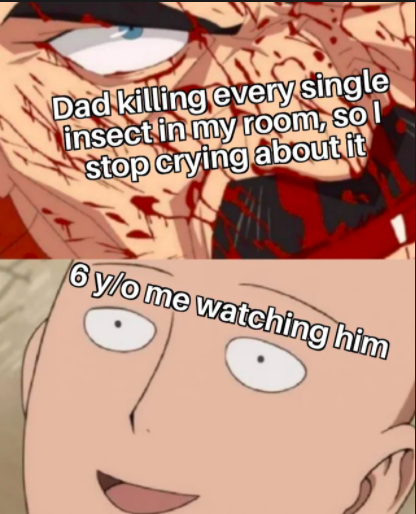 Dad killing every single
insect in my room, so I
stop crying about it
6 y/o me watching him